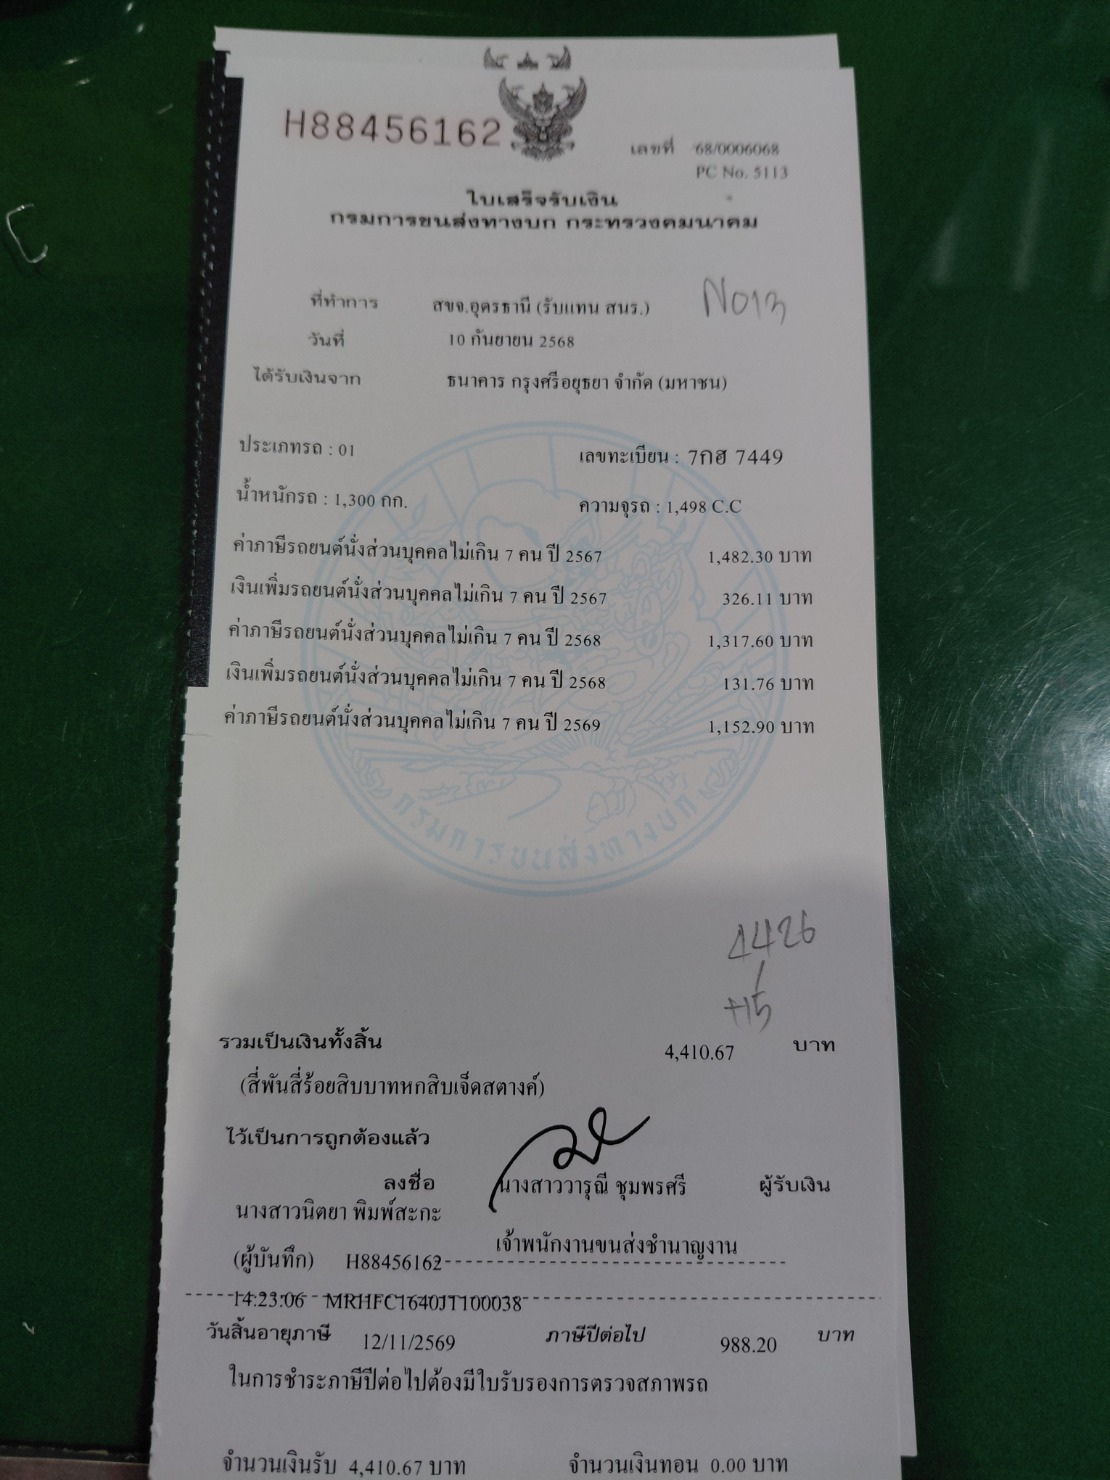 H88456162
เลขที่ 68/0006068
PC No. 5113
ใบเสร็จรับเงิน
กรมการขนส่งทางบก กระทรวงคมนาคม
ที่ทำการ สขจ.อุดรธานี (รับแทน สนร.)
NO13
วันที่ 10 กันยายน 2568
ได้รับเงินจาก ธนาคาร กรุงศรีอยุธยา จำกัด (มหาชน)
ประเภทรถ : 01 เลขทะเบียน : 7กฮ 7449
น้ำหนักรถ : 1,300 กก. ความจุรถ : 1,498 C.C
ค่าภาษีรถยนต์นั่งส่วนบุคคลไม่เกิน 7 คน ปี 2567 1,482.30 บาท
เงินเพิ่มรถยนต์นั่งส่วนบุคคลไม่เกิน 7 คน ปี 2567 326.11 บาท
ค่าภาษีรถยนต์นั่งส่วนบุคคลไม่เกิน 7 คน ปี 2568 1,317.60 บาท
เงินเพิ่มรถยนต์นั่งส่วนบุคคลไม่เกิน 7 คน ปี 2568 131.76 บาท
ค่าภาษีรถยนต์นั่งส่วนบุคคลไม่เกิน 7 คน ปี 2569 1,152.90 บาท
กรมการขนส่งทางบก
4426
+15
รวมเป็นเงินทั้งสิ้น 4,410.67 บาท
(สี่พันสี่ร้อยสิบบาทหกสิบเจ็ดสตางค์)
ไว้เป็นการถูกต้องแล้ว
ลงชื่อ นางสาววารุณี ชุมพรศรี ผู้รับเงิน
นางสาวนิตยา พิมพ์สะกะ
เจ้าพนักงานขนส่งชำนาญงาน
(ผู้บันทึก) H88456162
14:23:06 MRHFC1640JT100038
วันสิ้นอายุภาษี 12/11/2569 ภาษีปีต่อไป 988.20 บาท
ในการชำระภาษีปีต่อไปต้องมีใบรับรองการตรวจสภาพรถ
จำนวนเงินรับ 4,410.67 บาท จำนวนเงินทอน 0.00 บาท